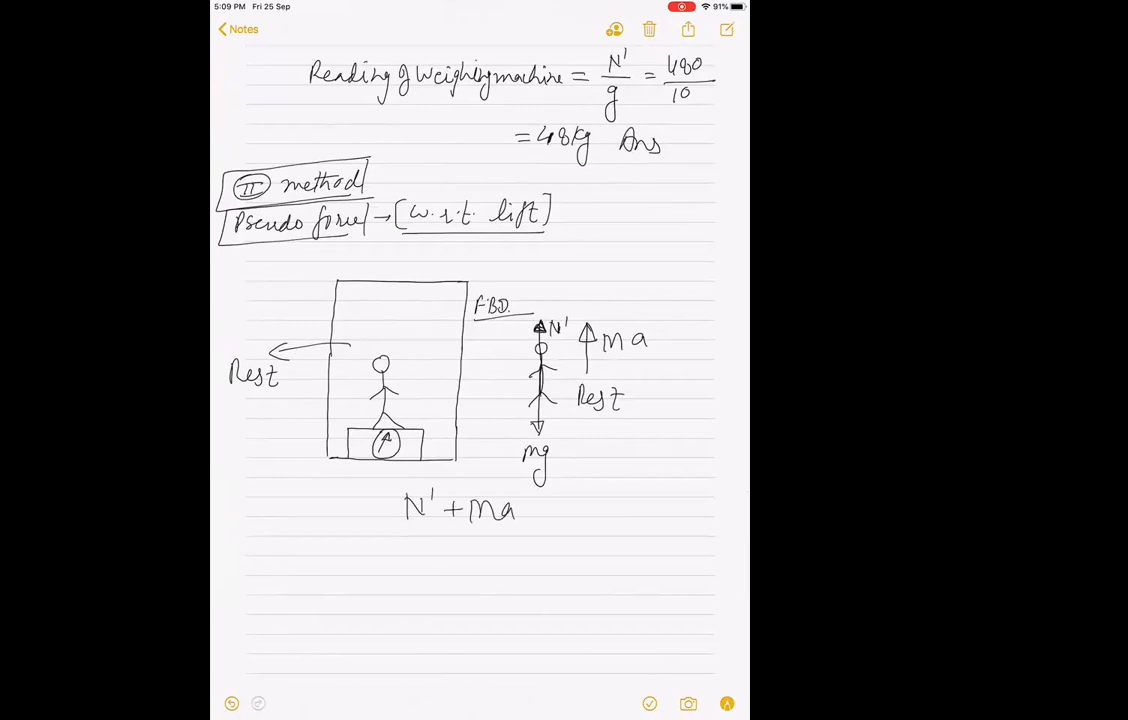 5:09 PM Fri 25 Sep
91%
Notes
Reading of Weighing machine = N'/g = 480/10
= 48kg Ans
II method
Pseudo force → [w.r.t. lift]
F.B.D.
N'
ma
Rest
Rest
mg
N' + ma